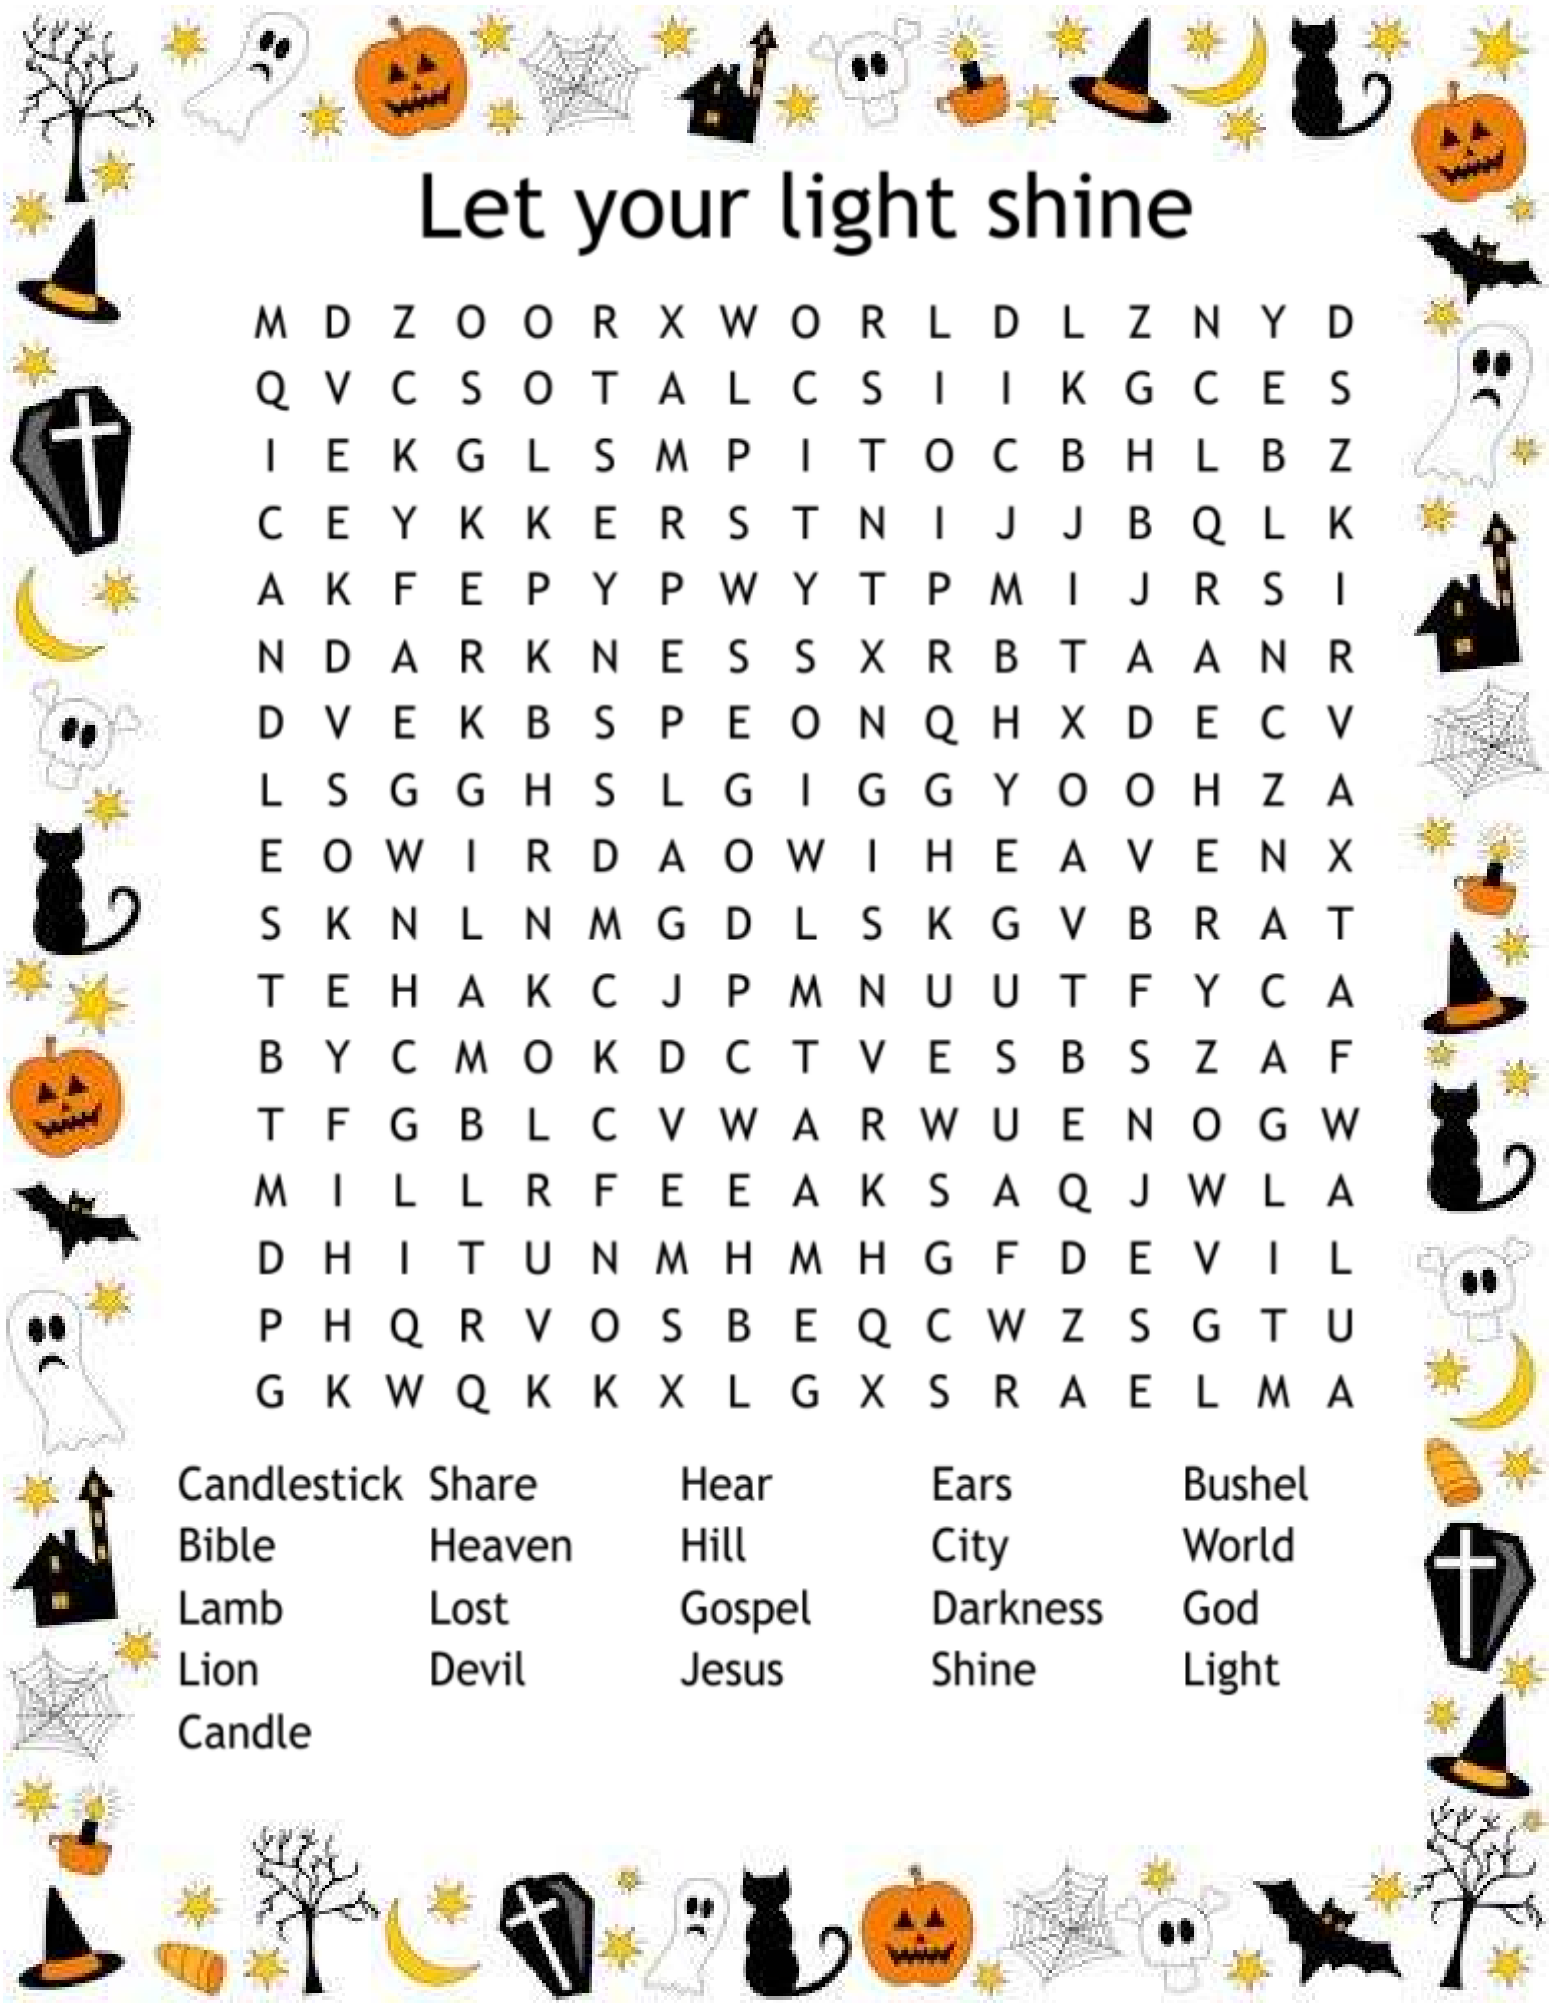 Let your light shine
M D Z O O R X W O R L D L Z N Y D
Q V C S O T A L C S I I K G C E S
I E K G L S M P I T O C B H L B Z
C E Y K K E R S T N I J J B Q L K
A K F E P Y P W Y T P M I J R S I
N D A R K N E S S X R B T A A N R
D V E K B S P E O N Q H X D E C V
L S G G H S L G I G G Y O O H Z A
E O W I R D A O W I H E A V E N X
S K N L N M G D L S K G V B R A T
T E H A K C J P M N U U T F Y C A
B Y C M O K D C T V E S B S Z A F
T F G B L C V W A R W U E N O G W
M I L L R F E E A K S A Q J W L A
D H I T U N M H M H G F D E V I L
P H Q R V O S B E Q C W Z S G T U
G K W Q K K X L G X S R A E L M A
Candlestick Share Hear Ears Bushel
Bible Heaven Hill City World
Lamb Lost Gospel Darkness God
Lion Devil Jesus Shine Light
Candle